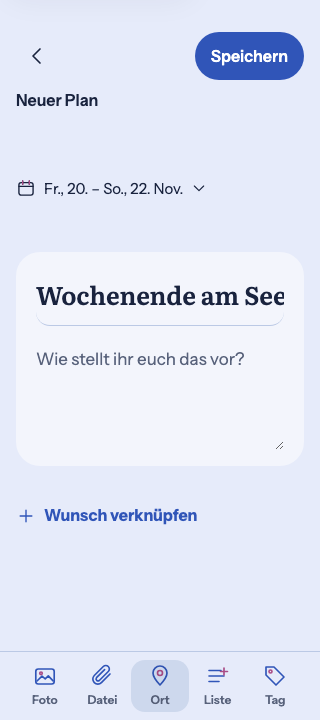 Speichern
Neuer Plan
Fr., 20. – So., 22. Nov.
Wochenende am See
Wie stellt ihr euch das vor?
Wunsch verknüpfen
Foto
Datei
Ort
Liste
Tag